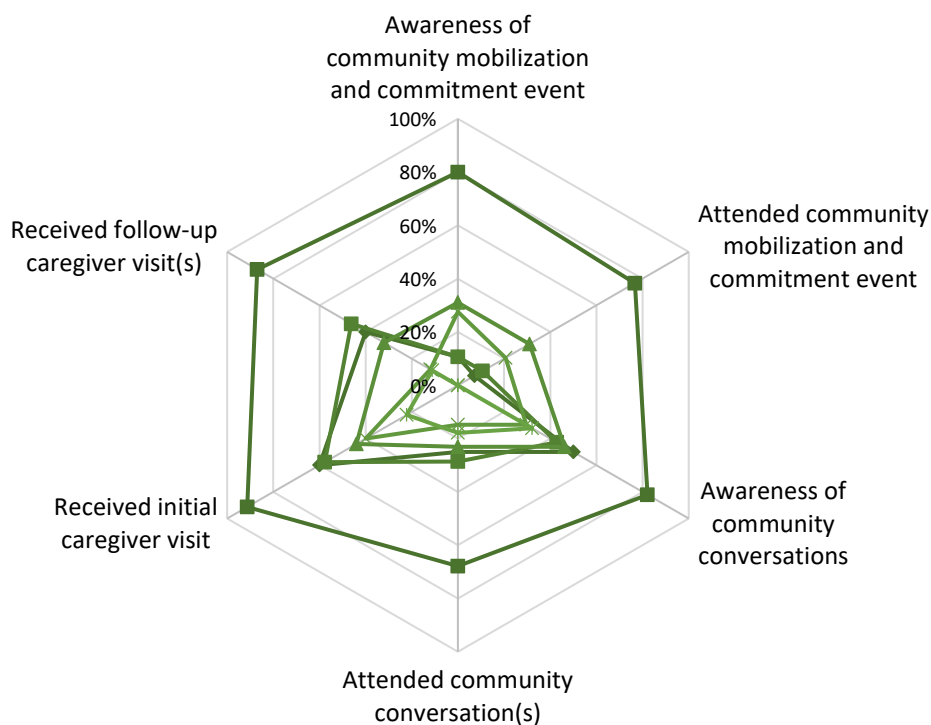 Awareness of
community mobilization
and commitment event
100%
80%
60%
40%
20%
0%
Attended community
mobilization and
commitment event
Awareness of
community
conversations
Attended community
conversation(s)
Received initial
caregiver visit
Received follow-up
caregiver visit(s)